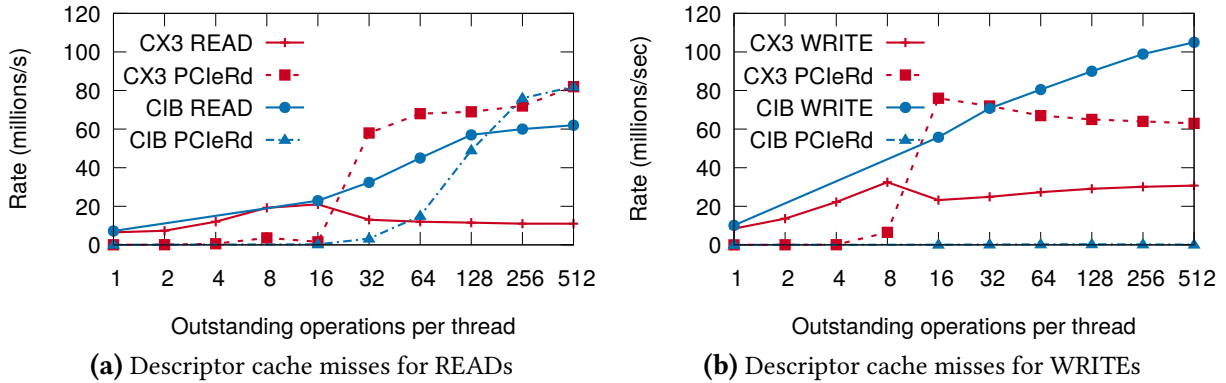 120
100
80
60
40
20
0
Rate (millions/s)
CX3 READ
CX3 PCIeRd
CIB READ
CIB PCIeRd
1 2 4 8 16 32 64 128 256 512
Outstanding operations per thread
(a) Descriptor cache misses for READs
120
100
80
60
40
20
0
Rate (millions/sec)
CX3 WRITE
CX3 PCIeRd
CIB WRITE
CIB PCIeRd
1 2 4 8 16 32 64 128 256 512
Outstanding operations per thread
(b) Descriptor cache misses for WRITEs